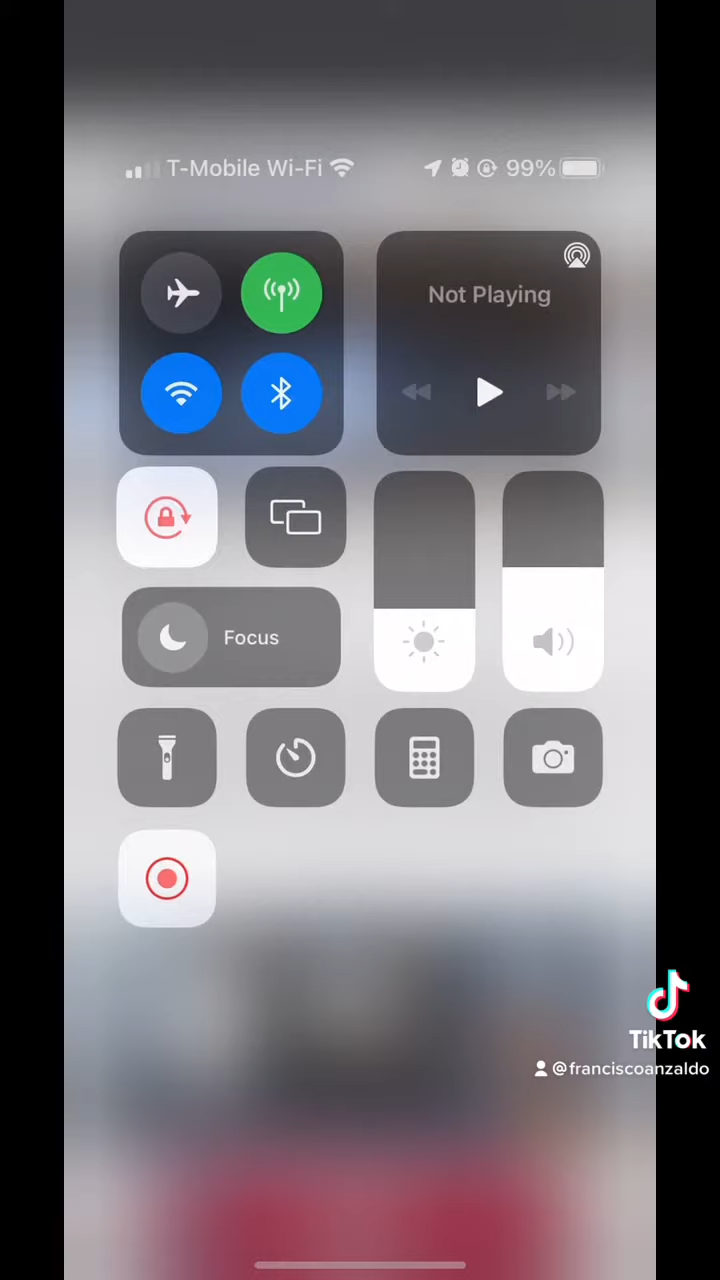 T-Mobile Wi-Fi 99%
Not Playing
Focus
TikTok
@franciscoanzaldo